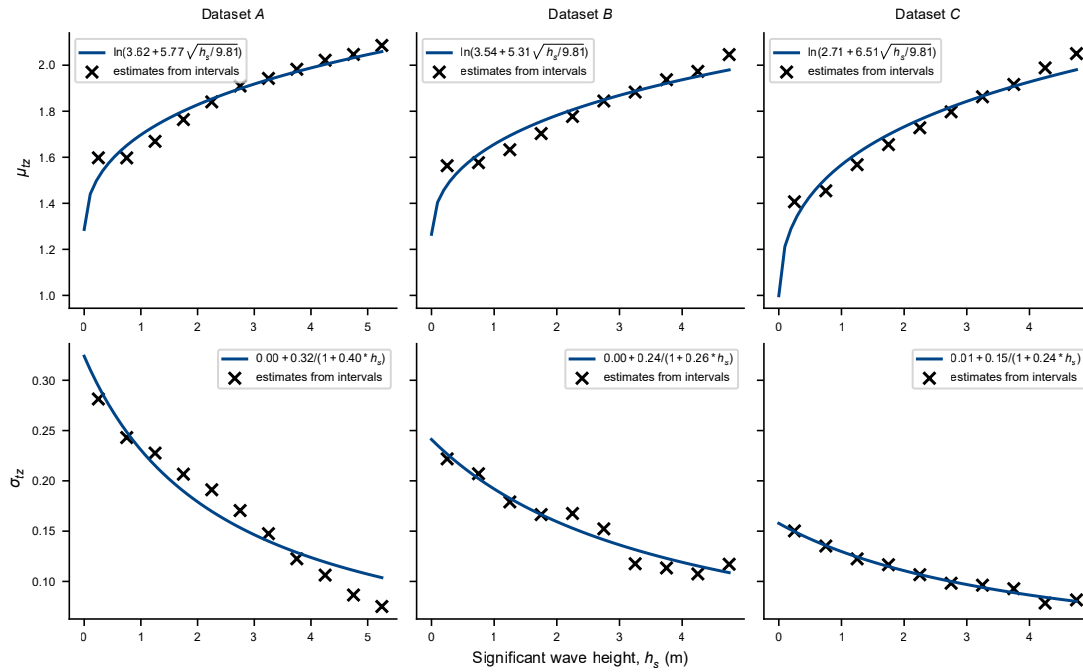 Dataset A
Dataset B
Dataset C
ln(3.62 + 5.77 √h_s/9.81)
estimates from intervals
ln(3.54 + 5.31 √h_s/9.81)
estimates from intervals
ln(2.71 + 6.51 √h_s/9.81)
estimates from intervals
μ_tz
2.0
1.8
1.6
1.4
1.2
1.0
0 1 2 3 4 5
0 1 2 3 4
0 1 2 3 4
0.00 + 0.32/(1 + 0.40 * h_s)
estimates from intervals
0.00 + 0.24/(1 + 0.26 * h_s)
estimates from intervals
0.01 + 0.15/(1 + 0.24 * h_s)
estimates from intervals
σ_tz
0.30
0.25
0.20
0.15
0.10
0 1 2 3 4 5
0 1 2 3 4
0 1 2 3 4
Significant wave height, h_s (m)